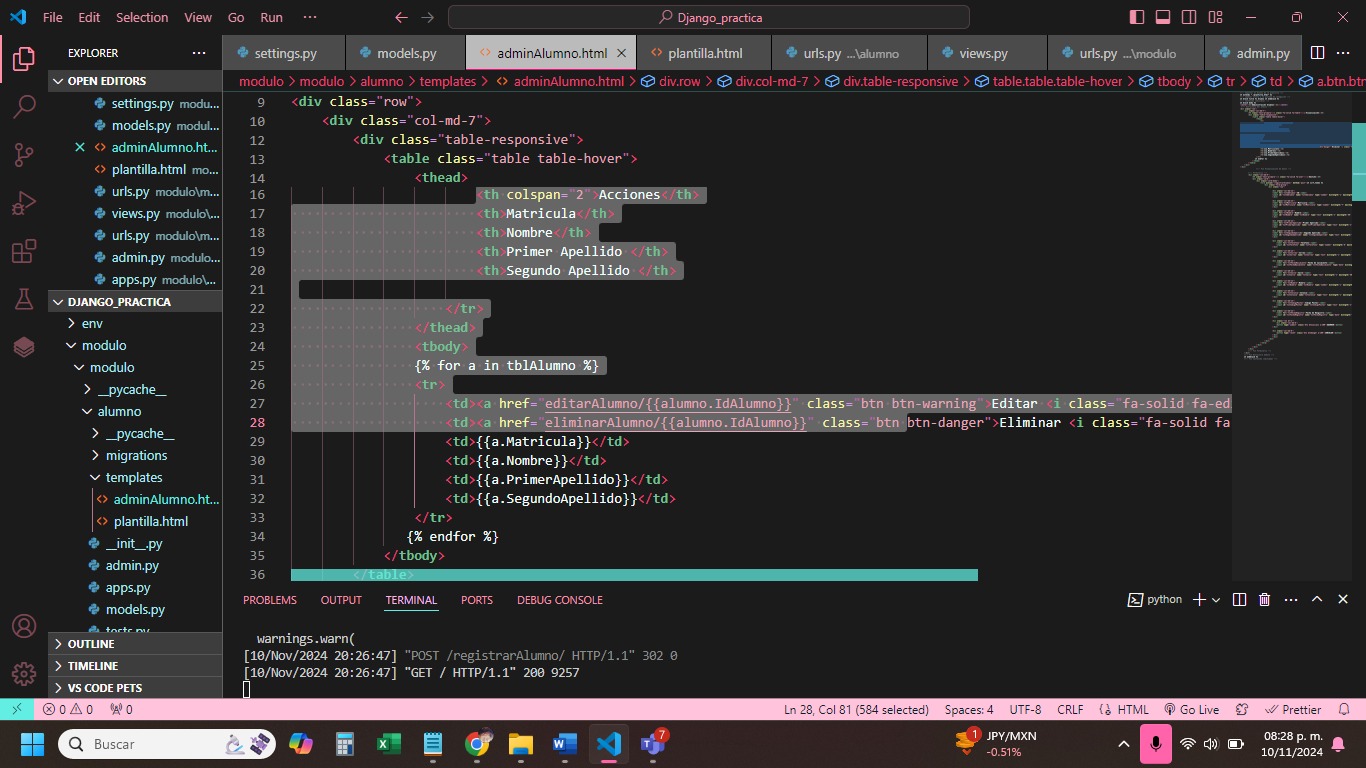 File Edit Selection View Go Run ··· Django_practica
EXPLORER ···
OPEN EDITORS
settings.py modu...
models.py modul...
adminAlumno.ht...
plantilla.html mo...
urls.py modulo\m...
views.py modulo\...
urls.py modulo\m...
admin.py modulo...
apps.py modulo\...
DJANGO_PRACTICA
env
modulo
modulo
__pycache__
alumno
__pycache__
migrations
templates
adminAlumno.ht...
plantilla.html
__init__.py
admin.py
apps.py
models.py
tests.py
OUTLINE
TIMELINE
VS CODE PETS
settings.py models.py adminAlumno.html plantilla.html urls.py ...\alumno views.py urls.py ...\modulo admin.py
modulo > modulo > alumno > templates > adminAlumno.html > div.row > div.col-md-7 > div.table-responsive > table.table.table-hover > tbody > tr > td > a.btn.btn
9 <div class="row">
10 <div class="col-md-7">
12 <div class="table-responsive">
13 <table class="table table-hover">
14 <thead>
16 <th colspan="2">Acciones</th>
17 <th>Matricula</th>
18 <th>Nombre</th>
19 <th>Primer Apellido </th>
20 <th>Segundo Apellido </th>
21
22 </tr>
23 </thead>
24 <tbody>
25 {% for a in tblAlumno %}
26 <tr>
27 <td><a href="editarAlumno/{{alumno.IdAlumno}}" class="btn btn-warning">Editar <i class="fa-solid fa-ed
28 <td><a href="eliminarAlumno/{{alumno.IdAlumno}}" class="btn btn-danger">Eliminar <i class="fa-solid fa
29 <td>{{a.Matricula}}</td>
30 <td>{{a.Nombre}}</td>
31 <td>{{a.PrimerApellido}}</td>
32 <td>{{a.SegundoApellido}}</td>
33 </tr>
34 {% endfor %}
35 </tbody>
36 </table>
PROBLEMS OUTPUT TERMINAL PORTS DEBUG CONSOLE python
warnings.warn(
[10/Nov/2024 20:26:47] "POST /registrarAlumno/ HTTP/1.1" 302 0
[10/Nov/2024 20:26:47] "GET / HTTP/1.1" 200 9257
0 0 0 Ln 28, Col 81 (584 selected) Spaces: 4 UTF-8 CRLF HTML Go Live Prettier
Buscar 7 1 JPY/MXN 08:28 p. m.
-0.51% 10/11/2024